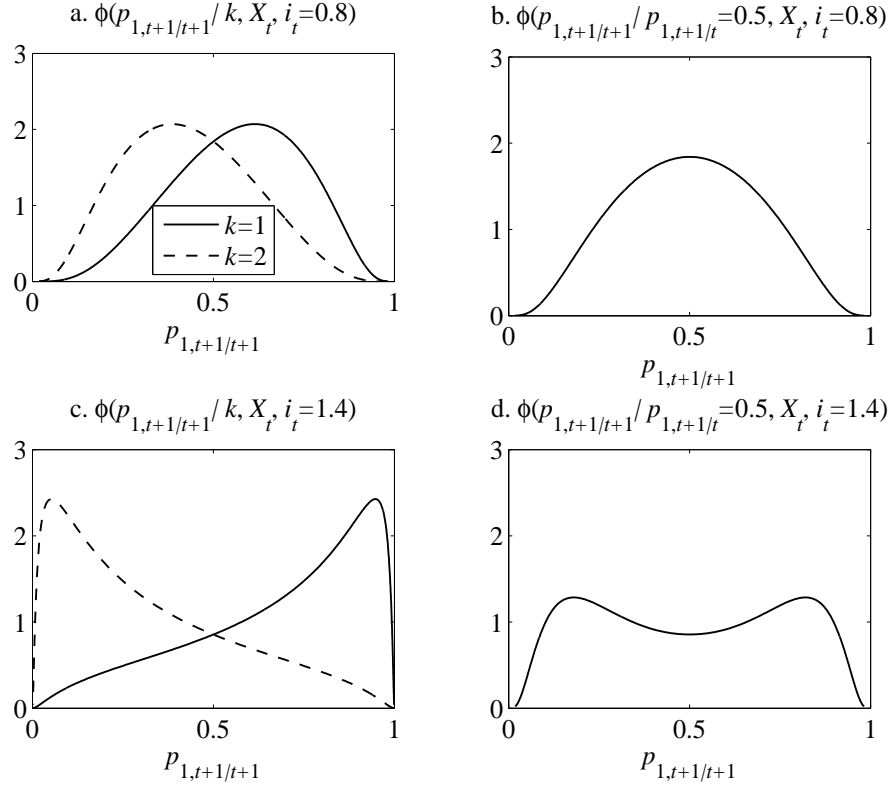 a. ϕ(p1,t+1/t+1/ k, Xt, it=0.8)
3
2
1
0
k=1
k=2
0 0.5 1
p1,t+1/t+1
b. ϕ(p1,t+1/t+1/ p1,t+1/t=0.5, Xt, it=0.8)
3
2
1
0
0 0.5 1
p1,t+1/t+1
c. ϕ(p1,t+1/t+1/ k, Xt, it=1.4)
3
2
1
0
0 0.5 1
p1,t+1/t+1
d. ϕ(p1,t+1/t+1/ p1,t+1/t=0.5, Xt, it=1.4)
3
2
1
0
0 0.5 1
p1,t+1/t+1